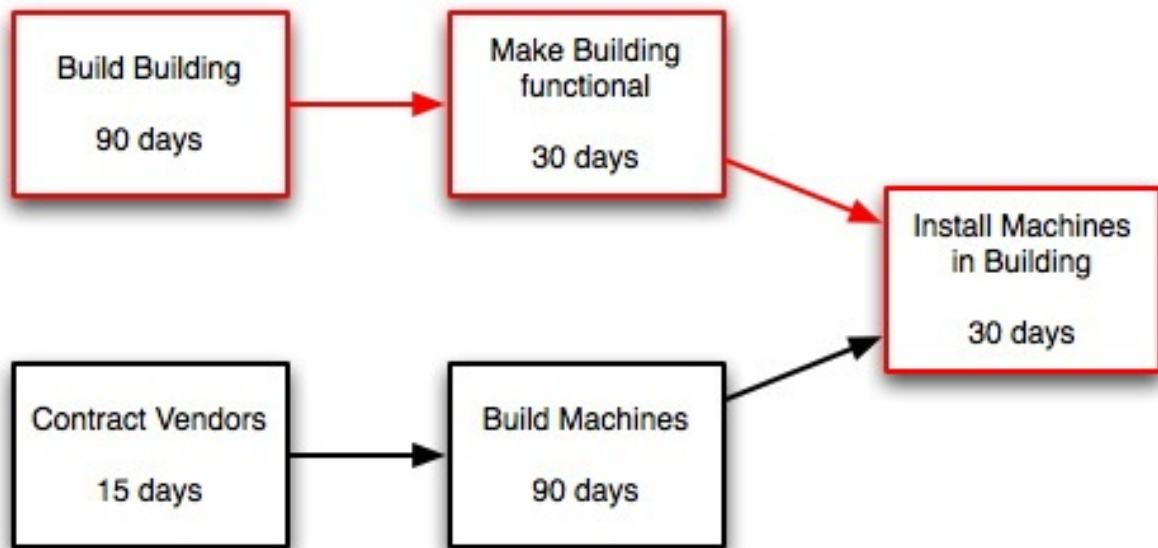 Build Building
90 days
Make Building
functional
30 days
Install Machines
in Building
30 days
Contract Vendors
15 days
Build Machines
90 days